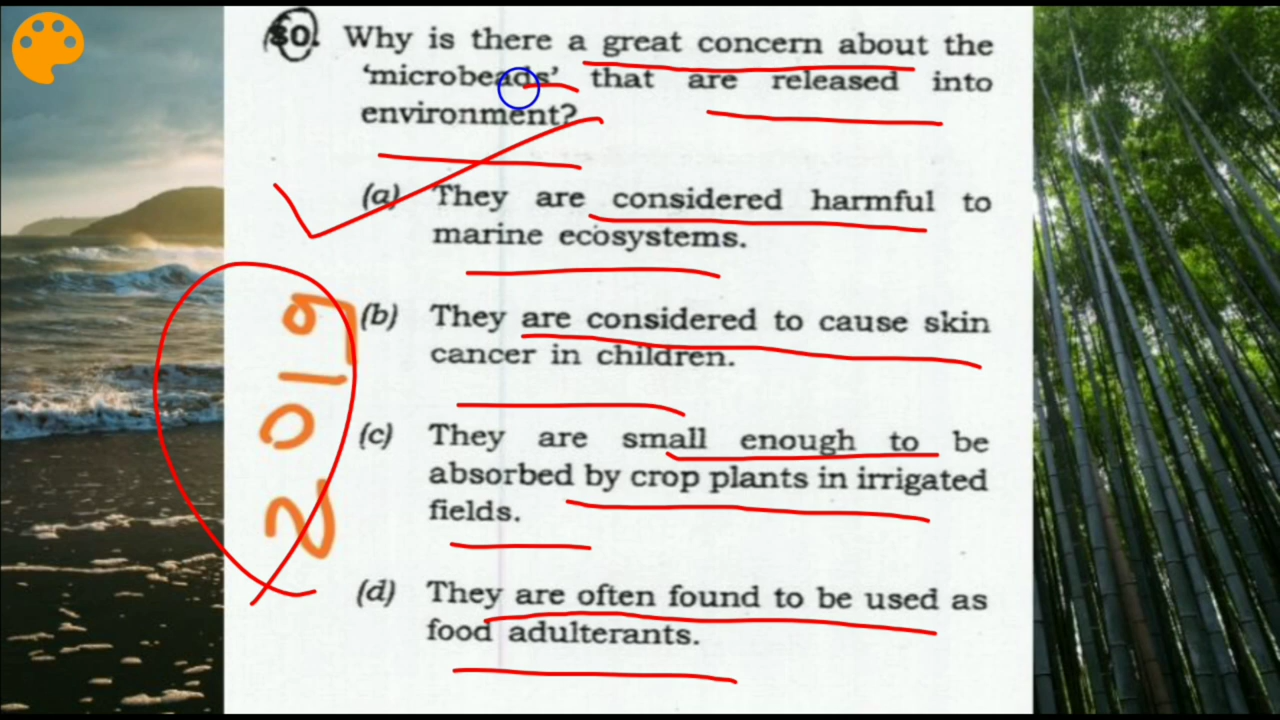 50. Why is there a great concern about the
‘microbeads’ that are released into
environment?
(a) They are considered harmful to
marine ecosystems.
(b) They are considered to cause skin
cancer in children.
(c) They are small enough to be
absorbed by crop plants in irrigated
fields.
(d) They are often found to be used as
food adulterants.
2019